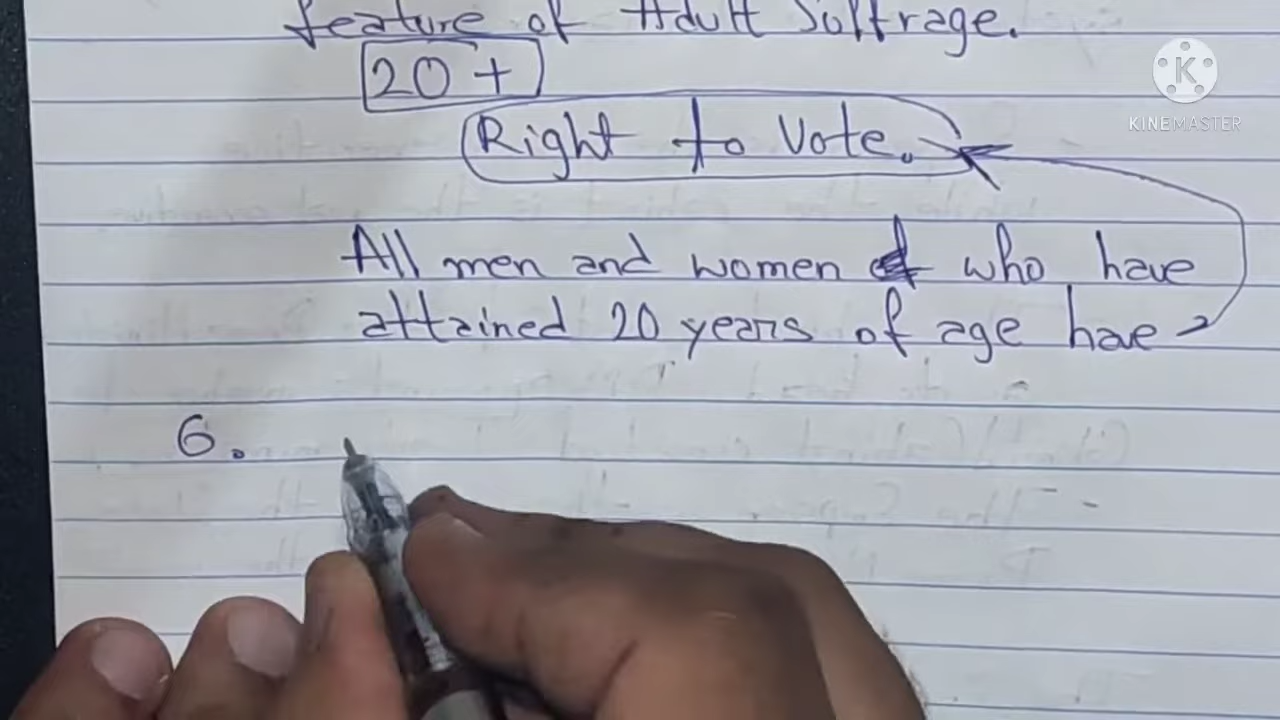 feature of Adult Suffrage.
20 +
Right to Vote.
All men and women who have
attained 20 years of age have
6.
KINEMASTER